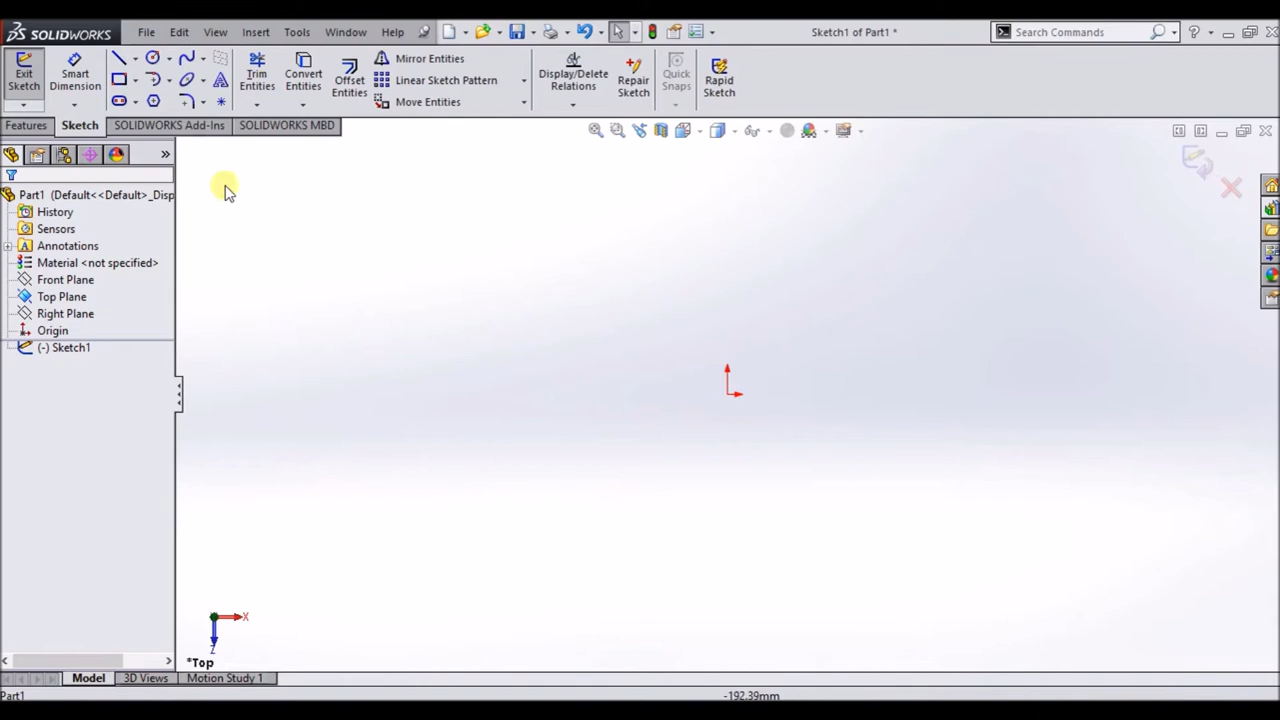 SOLIDWORKS File Edit View Insert Tools Window Help Sketch1 of Part1 * Search Commands
Exit Sketch
Smart Dimension
Trim Entities
Convert Entities
Offset Entities
Mirror Entities
Linear Sketch Pattern
Move Entities
Display/Delete Relations
Repair Sketch
Quick Snaps
Rapid Sketch
Features Sketch SOLIDWORKS Add-Ins SOLIDWORKS MBD
Part1 (Default<<Default>_Disp
History
Sensors
Annotations
Material <not specified>
Front Plane
Top Plane
Right Plane
Origin
(-) Sketch1
X
Z
*Top
Model 3D Views Motion Study 1
Part1 -192.39mm